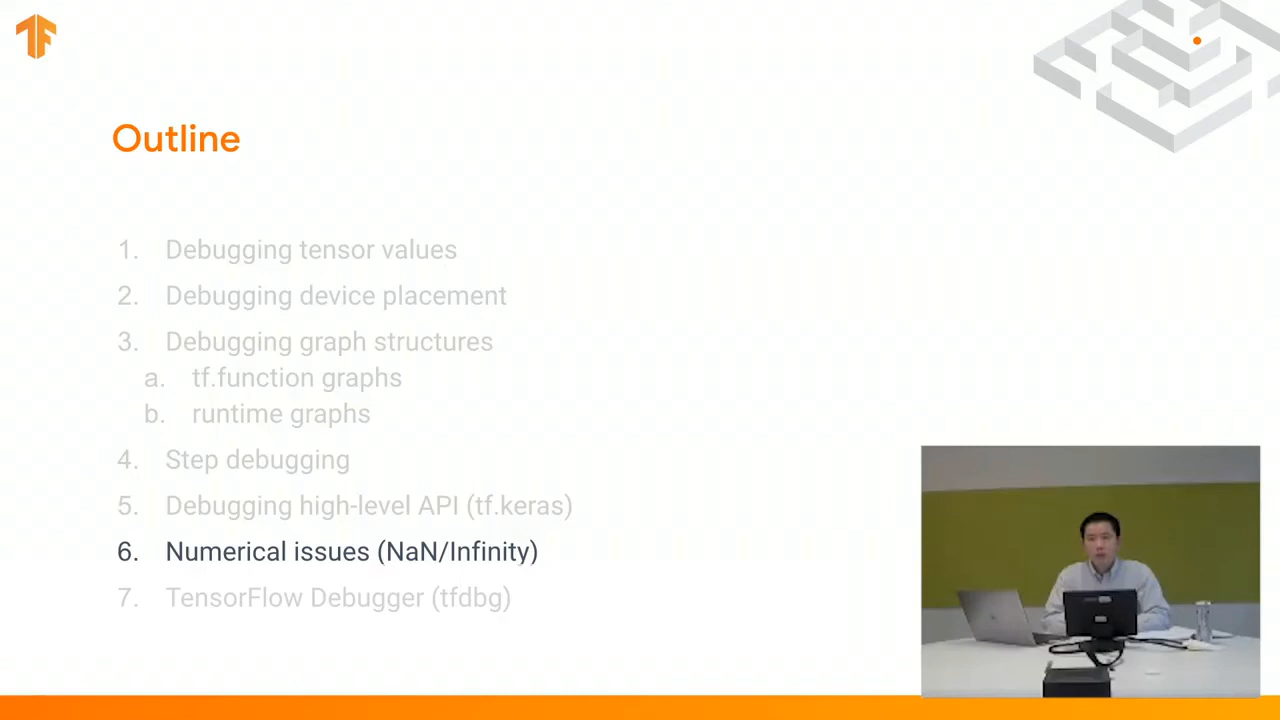 Outline
1. Debugging tensor values
2. Debugging device placement
3. Debugging graph structures
a. tf.function graphs
b. runtime graphs
4. Step debugging
5. Debugging high-level API (tf.keras)
6. Numerical issues (NaN/Infinity)
7. TensorFlow Debugger (tfdbg)